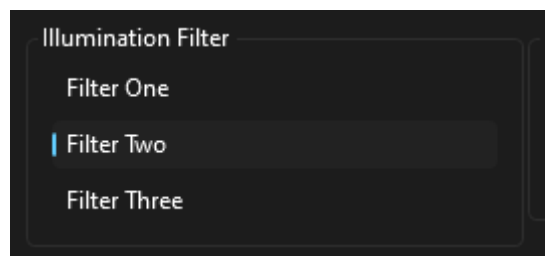 Illumination Filter
Filter One
Filter Two
Filter Three